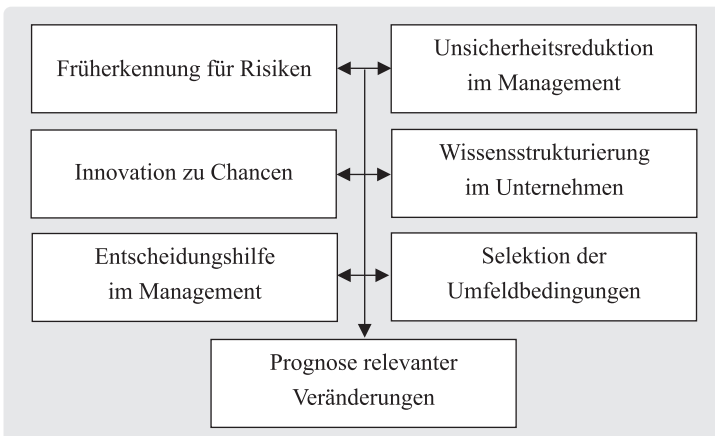 Früherkennung für Risiken
Unsicherheitsreduktion
im Management
Innovation zu Chancen
Wissensstrukturierung
im Unternehmen
Entscheidungshilfe
im Management
Selektion der
Umfeldbedingungen
Prognose relevanter
Veränderungen